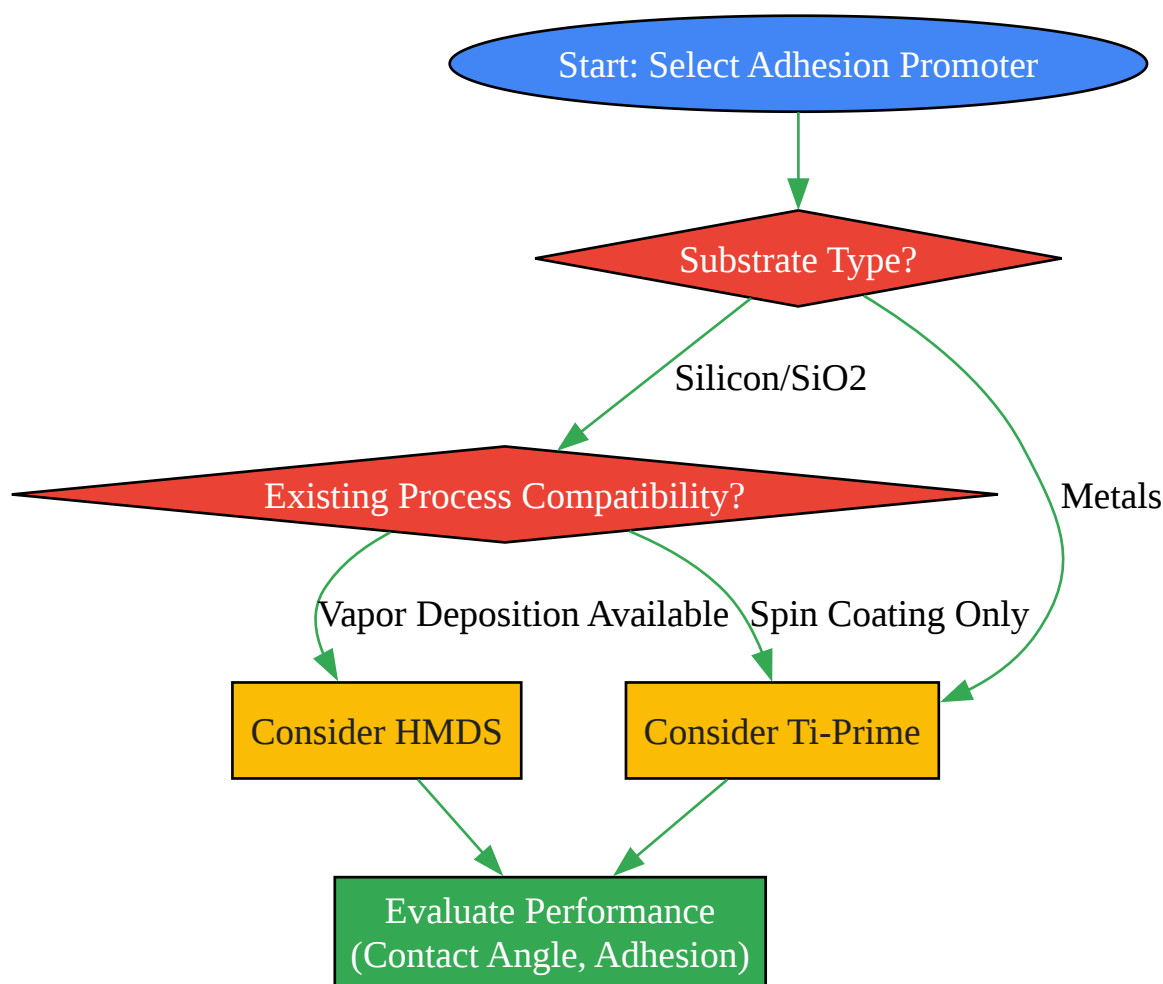 Start: Select Adhesion Promoter
Substrate Type?
Silicon/SiO2
Existing Process Compatibility?
Metals
Vapor Deposition Available
Spin Coating Only
Consider HMDS
Consider Ti-Prime
Evaluate Performance
(Contact Angle, Adhesion)